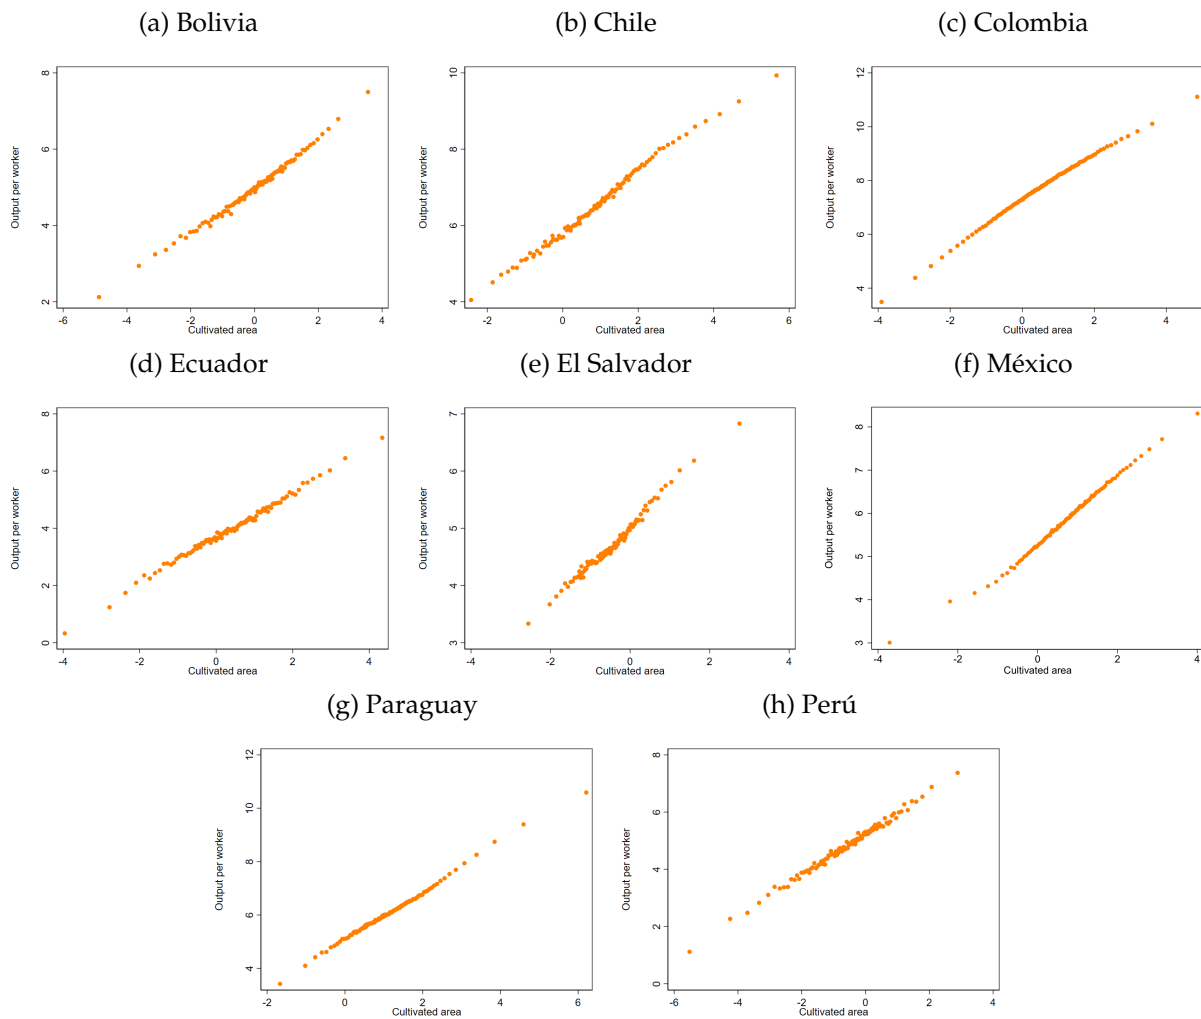 (a) Bolivia (b) Chile (c) Colombia
Output per worker
8
6
4
2
-6 -4 -2 0 2 4
Cultivated area
Output per worker
10
8
6
4
-2 0 2 4 6
Cultivated area
Output per worker
12
10
8
6
4
-4 -2 0 2 4
Cultivated area
(d) Ecuador (e) El Salvador (f) México
Output per worker
8
6
4
2
0
-4 -2 0 2 4
Cultivated area
Output per worker
7
6
5
4
3
-4 -2 0 2 4
Cultivated area
Output per worker
8
7
6
5
4
3
-4 -2 0 2 4
Cultivated area
(g) Paraguay (h) Perú
Output per worker
12
10
8
6
4
-2 0 2 4 6
Cultivated area
Output per worker
8
6
4
2
0
-6 -4 -2 0 2 4
Cultivated area